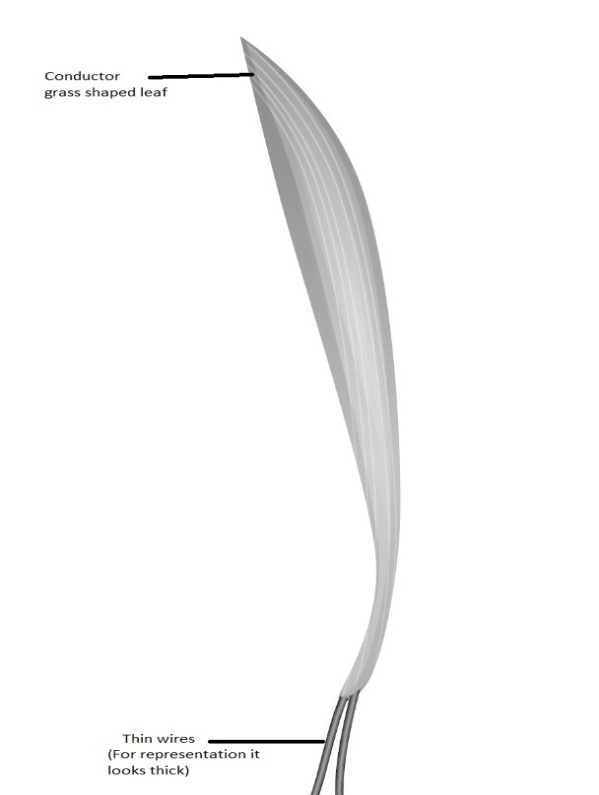 Conductor
grass shaped leaf
Thin wires
(For representation it
looks thick)